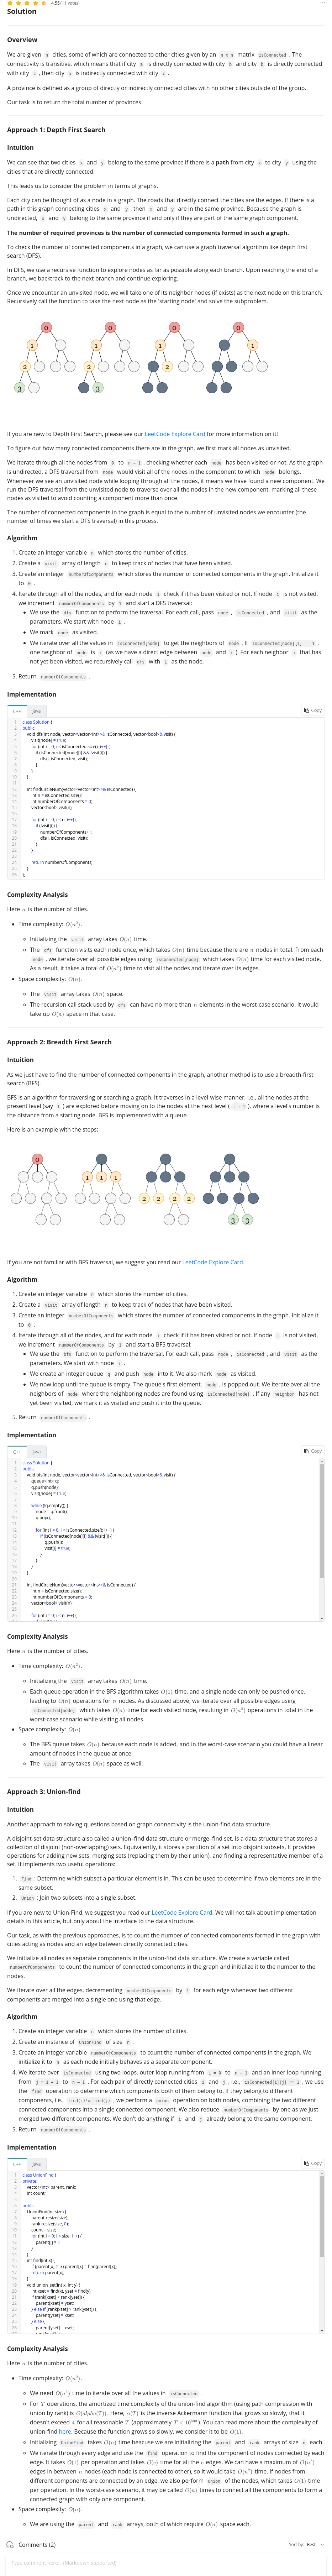 4.55 (11 votes)
Solution
Overview
We are given n cities, some of which are connected to other cities given by an n x n matrix isConnected . The
connectivity is transitive, which means that if city a is directly connected with city b and city b is directly connected
with city c , then city a is indirectly connected with city c .
A province is defined as a group of directly or indirectly connected cities with no other cities outside of the group.
Our task is to return the total number of provinces.
Approach 1: Depth First Search
Intuition
We can see that two cities x and y belong to the same province if there is a path from city x to city y using the
cities that are directly connected.
This leads us to consider the problem in terms of graphs.
Each city can be thought of as a node in a graph. The roads that directly connect the cities are edges. If there is a
path in this graph connecting cities x and y , then x and y are in the same province. Because the graph is
undirected, x and y belong to the same province if and only if they are part of the same graph component.
The number of required provinces is the number of connected components formed in such a graph.
To check the number of connected components in a graph, we can use a graph traversal algorithm like depth first
search (DFS).
In DFS, we use a recursive function to explore nodes as far as possible along each branch. Upon reaching the end of a
branch, we backtrack to the next branch and continue exploring.
Once we encounter an unvisited node, we will take one of its neighbor nodes (if exists) as the next node on this branch.
Recursively call the function to take the next node as the 'starting node' and solve the subproblem.
0 0 0 0
1 1 1 1
2 2 2
3 3
If you are new to Depth First Search, please see our LeetCode Explore Card for more information on it!
To figure out how many connected components there are in the graph, we first mark all nodes as unvisited.
We iterate through all the nodes from 0 to n - 1 , checking whether each node has been visited or not. As the graph
is undirected, a DFS traversal from node would visit all the nodes in the component to which node belongs.
Whenever we see an unvisited node while looping through all the nodes, it means we have found a new component. We
run the DFS traversal from the unvisited node to traverse over all the nodes in the new component, making all these
nodes as visited to avoid counting a component more than once.
The number of connected components in the graph is equal to the number of unvisited nodes we encounter (the
number of times we start a DFS traversal) in this process.
Algorithm
1. Create an integer variable n which stores the number of cities.
2. Create a visit array of length n to keep track of nodes that have been visited.
3. Create an integer numberOfComponents which stores the number of connected components in the graph. Initialize it
to 0 .
4. Iterate through all of the nodes, and for each node i check if it has been visited or not. If node i is not visited,
we increment numberOfComponents by 1 and start a DFS traversal:
We use the dfs function to perform the traversal. For each call, pass node , isConnected , and visit as the
parameters. We start with node i .
We mark node as visited.
We iterate over all the values in isConnected[node] to get the neighbors of node . If isConnected[node][i] == 1 ,
one neighbor of node is i (as we have a direct edge between node and i ). For each neighbor i that has
not yet been visited, we recursively call dfs with i as the node.
5. Return numberOfComponents .
Implementation
C++ Java Copy
1 class Solution {
2 public:
3 void dfs(int node, vector<vector<int>>& isConnected, vector<bool>& visit) {
4 visit[node] = true;
5 for (int i = 0; i < isConnected.size(); i++) {
6 if (isConnected[node][i] && !visit[i]) {
7 dfs(i, isConnected, visit);
8 }
9 }
10 }
11
12 int findCircleNum(vector<vector<int>>& isConnected) {
13 int n = isConnected.size();
14 int numberOfComponents = 0;
15 vector<bool> visit(n);
16
17 for (int i = 0; i < n; i++) {
18 if (!visit[i]) {
19 numberOfComponents++;
20 dfs(i, isConnected, visit);
21 }
22 }
23
24 return numberOfComponents;
25 }
26 };
Complexity Analysis
Here n is the number of cities.
Time complexity: O(n²).
Initializing the visit array takes O(n) time.
The dfs function visits each node once, which takes O(n) time because there are n nodes in total. From each
node , we iterate over all possible edges using isConnected[node] which takes O(n) time for each visited node.
As a result, it takes a total of O(n²) time to visit all the nodes and iterate over its edges.
Space complexity: O(n).
The visit array takes O(n) space.
The recursion call stack used by dfs can have no more than n elements in the worst-case scenario. It would
take up O(n) space in that case.
Approach 2: Breadth First Search
Intuition
As we just have to find the number of connected components in the graph, another method is to use a breadth-first
search (BFS).
BFS is an algorithm for traversing or searching a graph. It traverses in a level-wise manner, i.e., all the nodes at the
present level (say l ) are explored before moving on to the nodes at the next level ( l + 1 ), where a level's number is
the distance from a starting node. BFS is implemented with a queue.
Here is an example with the steps:
0
1 1 1
2 2 2 2
3 3
If you are not familiar with BFS traversal, we suggest you read our LeetCode Explore Card.
Algorithm
1. Create an integer variable n which stores the number of cities.
2. Create a visit array of length n to keep track of nodes that have been visited.
3. Create an integer numberOfComponents which stores the number of connected components in the graph. Initialize it
to 0 .
4. Iterate through all of the nodes, and for each node i check if it has been visited or not. If node i is not visited,
we increment numberOfComponents by 1 and start a BFS traversal:
We use the bfs function to perform the traversal. For each call, pass node , isConnected , and visit as the
parameters. We start with node i .
We create an integer queue q and push node into it. We also mark node as visited.
We now loop until the queue is empty. The queue's first element, node , is popped out. We iterate over all the
neighbors of node where the neighboring nodes are found using isConnected[node] . If any neighbor has not
yet been visited, we mark it as visited and push it into the queue.
5. Return numberOfComponents .
Implementation
C++ Java Copy
1 class Solution {
2 public:
3 void bfs(int node, vector<vector<int>>& isConnected, vector<bool>& visit) {
4 queue<int> q;
5 q.push(node);
6 visit[node] = true;
7
8 while (!q.empty()) {
9 node = q.front();
10 q.pop();
11
12 for (int i = 0; i < isConnected.size(); i++) {
13 if (isConnected[node][i] && !visit[i]) {
14 q.push(i);
15 visit[i] = true;
16 }
17 }
18 }
19 }
20
21 int findCircleNum(vector<vector<int>>& isConnected) {
22 int n = isConnected.size();
23 int numberOfComponents = 0;
24 vector<bool> visit(n);
25
26 for (int i = 0; i < n; i++) {
Complexity Analysis
Here n is the number of cities.
Time complexity: O(n²).
Initializing the visit array takes O(n) time.
Each queue operation in the BFS algorithm takes O(1) time, and a single node can only be pushed once,
leading to O(n) operations for n nodes. As discussed above, we iterate over all possible edges using
isConnected[node] which takes O(n) time for each visited node, resulting in O(n²) operations in total in the
worst-case scenario while visiting all nodes.
Space complexity: O(n).
The BFS queue takes O(n) because each node is added, and in the worst-case scenario you could have a linear
amount of nodes in the queue at once.
The visit array takes O(n) space as well.
Approach 3: Union-find
Intuition
Another approach to solving questions based on graph connectivity is the union-find data structure.
A disjoint-set data structure also called a union–find data structure or merge–find set, is a data structure that stores a
collection of disjoint (non-overlapping) sets. Equivalently, it stores a partition of a set into disjoint subsets. It provides
operations for adding new sets, merging sets (replacing them by their union), and finding a representative member of a
set. It implements two useful operations:
1. Find : Determine which subset a particular element is in. This can be used to determine if two elements are in the
same subset.
2. Union : Join two subsets into a single subset.
If you are new to Union-Find, we suggest you read our LeetCode Explore Card. We will not talk about implementation
details in this article, but only about the interface to the data structure.
Our task, as with the previous approaches, is to count the number of connected components formed in the graph with
cities acting as nodes and an edge between directly connected cities.
We initialize all nodes as separate components in the union-find data structure. We create a variable called
numberOfComponents to count the number of connected components in the graph and initialize it to the number to the
nodes.
We iterate over all the edges, decrementing numberOfComponents by 1 for each edge whenever two different
components are merged into a single one using that edge.
Algorithm
1. Create an integer variable n which stores the number of cities.
2. Create an instance of UnionFind of size n .
3. Create an integer variable numberOfComponents to count the number of connected components in the graph. We
initialize it to n as each node initially behaves as a separate component.
4. We iterate over isConnected using two loops, outer loop running from i = 0 to n - 1 and an inner loop running
from j = i + 1 to n - 1 . For each pair of directly connected cities i and j , i.e., isConnected[i][j] == 1 , we use
the find operation to determine which components both of them belong to. If they belong to different
components, i.e., find(i)!= find(j) , we perform a union operation on both nodes, combining the two different
connected components into a single connected component. We also reduce numberOfComponents by one as we just
merged two different components. We don't do anything if i and j already belong to the same component.
5. Return numberOfComponents .
Implementation
C++ Java Copy
1 class UnionFind {
2 private:
3 vector<int> parent, rank;
4 int count;
5
6 public:
7 UnionFind(int size) {
8 parent.resize(size);
9 rank.resize(size, 0);
10 count = size;
11 for (int i = 0; i < size; i++) {
12 parent[i] = i;
13 }
14 }
15 int find(int x) {
16 if (parent[x] != x) parent[x] = find(parent[x]);
17 return parent[x];
18 }
19 void union_set(int x, int y) {
20 int xset = find(x), yset = find(y);
21 if (rank[xset] < rank[yset]) {
22 parent[xset] = yset;
23 } else if (rank[xset] > rank[yset]) {
24 parent[yset] = xset;
25 } else {
26 parent[yset] = xset;
Complexity Analysis
Here n is the number of cities.
Time complexity: O(n²).
We need O(n²) time to iterate over all the values in isConnected .
For T operations, the amortized time complexity of the union-find algorithm (using path compression with
union by rank) is O(alpha(T)). Here, α(T) is the inverse Ackermann function that grows so slowly, that it
doesn't exceed 4 for all reasonable T (approximately T < 10⁶⁰⁰). You can read more about the complexity of
union-find here. Because the function grows so slowly, we consider it to be O(1).
Initializing UnionFind takes O(n) time beacuse we are initializing the parent and rank arrays of size n each.
We iterate through every edge and use the find operation to find the component of nodes connected by each
edge. It takes O(1) per operation and takes O(e) time for all the e edges. We can have a maximum of O(n²)
edges in between n nodes (each node is connected to other), so it would take O(n²) time. If nodes from
different components are connected by an edge, we also perform union of the nodes, which takes O(1) time
per operation. In the worst-case scenario, it may be called O(n) times to connect all the components to form a
connected graph with only one component.
Space complexity: O(n).
We are using the parent and rank arrays, both of which require O(n) space each.
Comments (2) Sort by: Best
Type comment here... (Markdown supported)